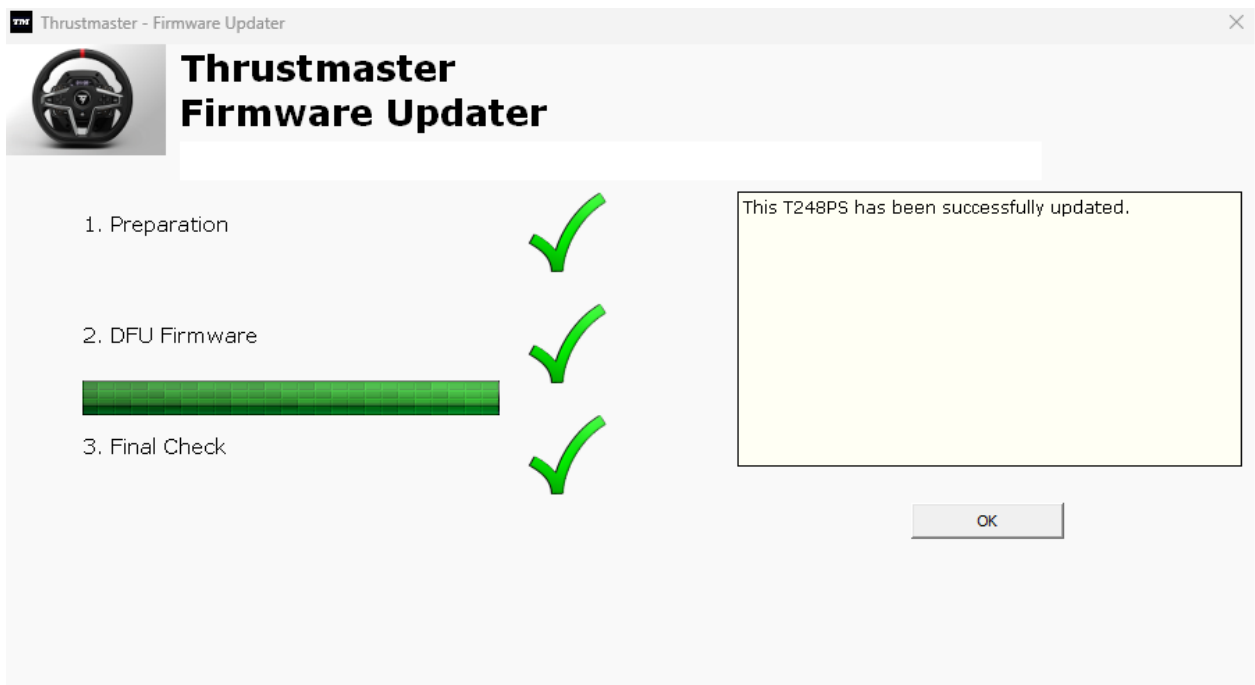 TM Thrustmaster - Firmware Updater
Thrustmaster
Firmware Updater
1. Preparation
2. DFU Firmware
3. Final Check
This T248PS has been successfully updated.
OK